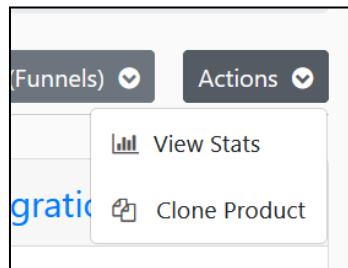 (Funnels)
Actions
View Stats
gratio
Clone Product